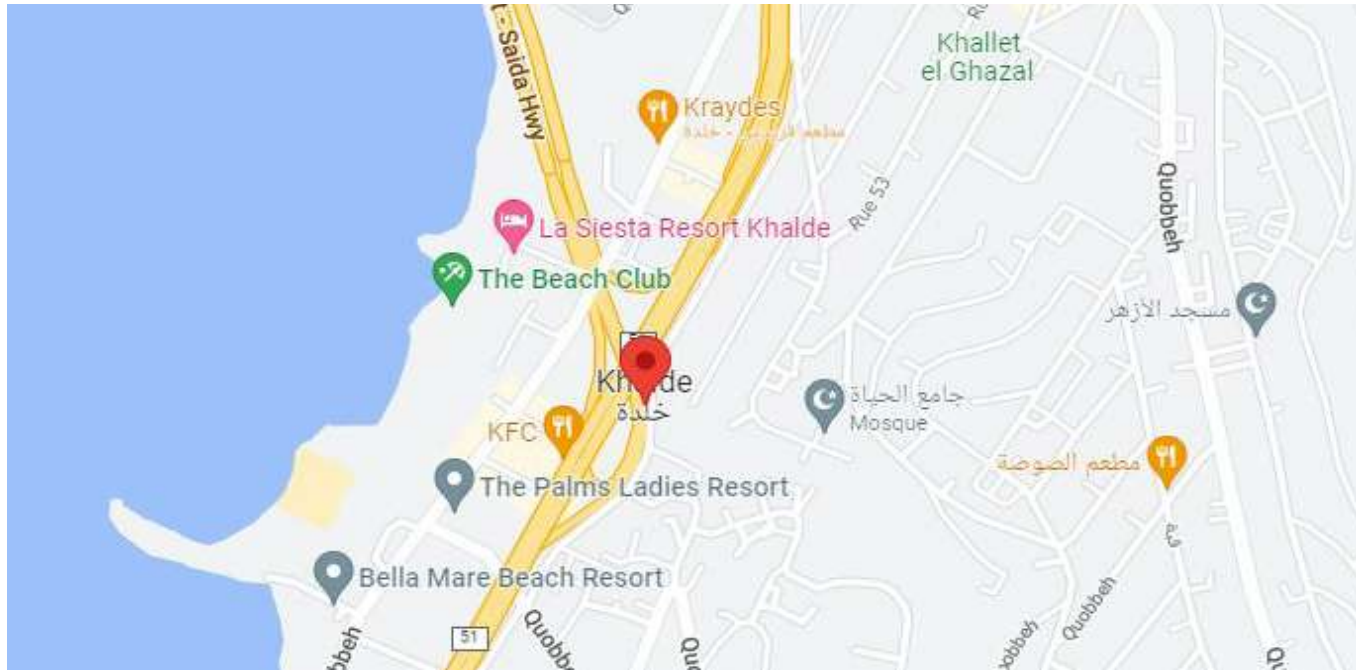 Saida Hwy
Khallet
el Ghazal
Kraydes
Rue 53
Quobbeh
La Siesta Resort Khalde
The Beach Club
مسجد الأزهر
Khalde
خلدة
جامع الحياة
Mosque
KFC
مطعم الصوصة
The Palms Ladies Resort
قبة
Bella Mare Beach Resort
51
Quobbeh
Quobbeh